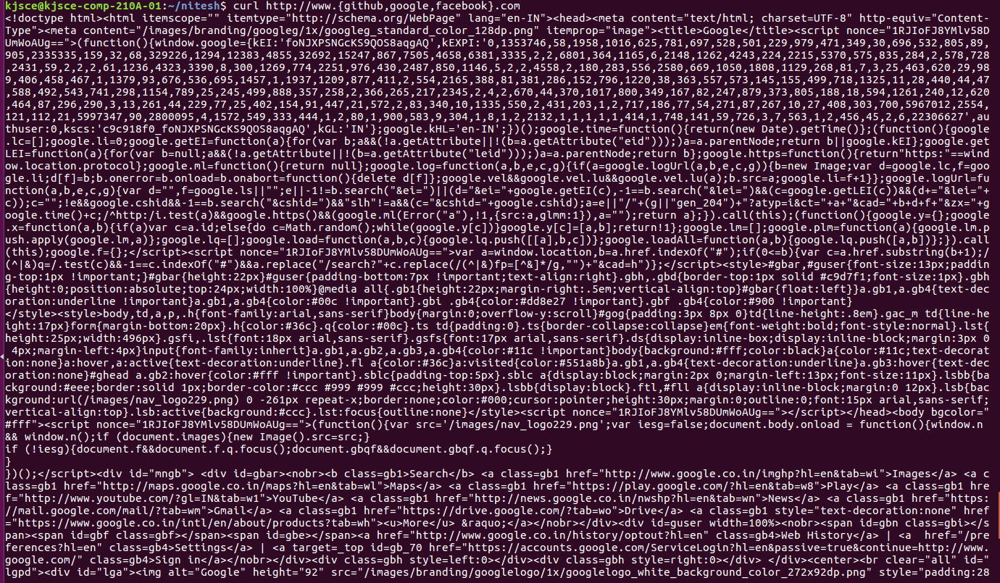 kjsce@kjsce-comp-210A-01:~/nitesh$ curl http://www.{github,google,facebook}.com
<!doctype html><html itemscope="" itemtype="http://schema.org/WebPage" lang="en-IN"><head><meta content="text/html; charset=UTF-8" http-equiv="Content-
Type"><meta content="/images/branding/googleg/1x/googleg_standard_color_128dp.png" itemprop="image"><title>Google</title><script nonce="1RJIoFJ8YMlv58D
UmWoAUg==">(function(){window.google={kEI:'foNJXPSNGcKS9QOS8aqgAQ',kEXPI:'0,1353746,58,1958,1016,625,781,697,528,501,229,979,471,349,30,696,532,805,89,
905,2335335,159,32,68,329226,1294,12383,4855,32692,15247,867,7505,4658,6381,3335,2,2,6801,364,1165,6,2148,1262,4243,224,2215,5370,575,835,284,2,578,728
,2431,59,2,2,2,61,1236,4323,3390,8,300,1269,774,2251,976,430,2487,850,1146,5,2,2,4558,2,180,283,556,2580,669,1050,1808,1129,268,81,7,3,25,463,620,29,98
9,406,458,467,1,1379,93,676,536,695,1457,1,1937,1209,877,411,2,554,2165,388,81,381,286,152,796,1220,38,363,557,573,145,155,499,718,1325,11,28,440,44,47
,588,492,543,741,298,1154,789,25,245,499,888,357,258,2,366,265,217,2345,2,4,2,670,44,370,1017,800,349,167,82,247,879,373,805,188,18,594,1261,240,12,620
,464,87,296,290,3,13,261,44,229,77,25,402,154,91,447,21,572,2,83,340,10,1335,550,2,431,203,1,2,717,186,77,54,271,87,267,10,27,408,303,700,5967012,2554,
121,112,21,5997347,90,2800095,4,1572,549,333,444,1,2,80,1,900,583,9,304,1,8,1,2,2132,1,1,1,1,1,414,1,748,141,59,726,3,7,563,1,2,456,45,2,6,22306627',a
uthuser:0,kscs:'c9c918f0_foNJXPSNGcKS9QOS8aqgAQ',kGL:'IN'};google.kHL='en-IN';})();google.time=function(){return(new Date).getTime()};(function(){google
.lc=[];google.li=0;google.getEI=function(a){for(var b;a&&(!a.getAttribute||!(b=a.getAttribute("eid")));)a=a.parentNode;return b||google.kEI};google.get
LEI=function(a){for(var b=null;a&&(!a.getAttribute||!(b=a.getAttribute("leid")));)a=a.parentNode;return b};google.https=function(){return"https:"==wind
ow.location.protocol};google.ml=function(){return null};google.log=function(a,b,e,c,g){if(a=google.logUrl(a,b,e,c,g)){b=new Image;var d=google.lc,f=goo
gle.li;d[f]=b;b.onerror=b.onload=b.onabort=function(){delete d[f]};google.vel&&google.vel.lu&&google.vel.lu(a);b.src=a;google.li=f+1}};google.logUrl=fu
nction(a,b,e,c,g){var d="",f=google.ls||"";e||-1!=b.search("&ei=")||(d="&ei="+google.getEI(c),-1==b.search("&lei=")&&(c=google.getLEI(c))&&(d+="&lei="+
c));c="";!e&&google.cshid&&-1==b.search("&cshid=")&&"slh"!=a&&(c="&cshid="+google.cshid);a=e||"/"+(g||"gen_204")+"?atyp=i&ct="+a+"&cad="+b+d+f+"&zx="+g
oogle.time()+c;/^http:/i.test(a)&&google.https()&&(google.ml(Error("a"),!1,{src:a,glmm:1}),a="");return a};}).call(this);(function(){google.y={};google
.x=function(a,b){if(a)var c=a.id;else{do c=Math.random();while(google.y[c])}google.y[c]=[a,b];return!1};google.lm=[];google.plm=function(a){google.lm.p
ush.apply(google.lm,a)};google.lq=[];google.load=function(a,b,c){google.lq.push([[a],b,c])};google.loadAll=function(a,b){google.lq.push([a,b])};}).call
(this);google.f={};</script><script nonce="1RJIoFJ8YMlv58DUmWoAUg==">var a=window.location,b=a.href.indexOf("#");if(0<=b){var c=a.href.substring(b+1);/
(^|&)q=/.test(c)&&-1==c.indexOf("#")&&a.replace("/search?"+c.replace(/(^|&)fp=[^&]*/g,"")+"&cad=h")};</script><style>#gbar,#guser{font-size:13px;paddin
g-top:1px !important;}#gbar{height:22px}#guser{padding-bottom:7px !important;text-align:right}.gbh,.gbd{border-top:1px solid #c9d7f1;font-size:1px}.gbh
{height:0;position:absolute;top:24px;width:100%}@media all{.gb1{height:22px;margin-right:.5em;vertical-align:top}#gbar{float:left}}a.gb1,a.gb4{text-dec
oration:underline !important}a.gb1,a.gb4{color:#00c !important}.gbi .gb4{color:#dd8e27 !important}.gbf .gb4{color:#900 !important}
</style><style>body,td,a,p,.h{font-family:arial,sans-serif}body{margin:0;overflow-y:scroll}#gog{padding:3px 8px 0}td{line-height:.8em}.gac_m td{line-he
ight:17px}form{margin-bottom:20px}.h{color:#36c}.q{color:#00c}.ts td{padding:0}.ts{border-collapse:collapse}em{font-weight:bold;font-style:normal}.lst{
height:25px;width:496px}.gsfi,.lst{font:18px arial,sans-serif}.gsfs{font:17px arial,sans-serif}.ds{display:inline-box;display:inline-block;margin:3px 0
 4px;margin-left:4px}input{font-family:inherit}a.gb1,a.gb2,a.gb3,a.gb4{color:#11c !important}body{background:#fff;color:black}a{color:#11c;text-decorat
ion:none}a:hover,a:active{text-decoration:underline}.fl a{color:#36c}a:visited{color:#551a8b}a.gb1,a.gb4{text-decoration:underline}a.gb3:hover{text-dec
oration:none}#ghead a.gb2:hover{color:#fff !important}.sblc{padding-top:5px}.sblc a{display:block;margin:2px 0;margin-left:13px;font-size:11px}.lsbb{ba
ckground:#eee;border:solid 1px;border-color:#ccc #999 #999 #ccc;height:30px}.lsbb{display:block}.ftl,#fll a{display:inline-block;margin:0 12px}.lsb{bac
kground:url(/images/nav_logo229.png) 0 -261px repeat-x;border:none;color:#000;cursor:pointer;height:30px;margin:0;outline:0;font:15px arial,sans-serif;
vertical-align:top}.lsb:active{background:#ccc}.lst:focus{outline:none}</style><script nonce="1RJIoFJ8YMlv58DUmWoAUg=="></script></head><body bgcolor="
#fff"><script nonce="1RJIoFJ8YMlv58DUmWoAUg==">(function(){var src='/images/nav_logo229.png';var iesg=false;document.body.onload = function(){window.n
&& window.n();if (document.images){new Image().src=src;}
if (!iesg){document.f&&document.f.q.focus();document.gbqf&&document.gbqf.q.focus();}
}
})();</script><div id="mngb"> <div id=gbar><nobr><b class=gb1>Search</b> <a class=gb1 href="http://www.google.co.in/imghp?hl=en&tab=wi">Images</a> <a c
lass=gb1 href="http://maps.google.co.in/maps?hl=en&tab=wl">Maps</a> <a class=gb1 href="https://play.google.com/?hl=en&tab=w8">Play</a> <a class=gb1 hre
f="http://www.youtube.com/?gl=IN&tab=w1">YouTube</a> <a class=gb1 href="http://news.google.co.in/nwshp?hl=en&tab=wn">News</a> <a class=gb1 href="https:
//mail.google.com/mail/?tab=wm">Gmail</a> <a class=gb1 href="https://drive.google.com/?tab=wo">Drive</a> <a class=gb1 style="text-decoration:none" href
="https://www.google.co.in/intl/en/about/products?tab=wh"><u>More</u> &raquo;</a></nobr></div><div id=guser width=100%><nobr><span id=gbn class=gbi></s
pan><span id=gbf class=gbf></span><span id=gbe></span><a href="http://www.google.co.in/history/optout?hl=en" class=gb4>Web History</a> | <a  href="/pre
ferences?hl=en" class=gb4>Settings</a> | <a target=_top id=gb_70 href="https://accounts.google.com/ServiceLogin?hl=en&passive=true&continue=http://www.
google.com/" class=gb4>Sign in</a></nobr></div><div class=gbh style=left:0></div><div class=gbh style=right:0></div> </div><center><br clear="all" id="
lgpd"><div id="lga"><img alt="Google" height="92" src="/images/branding/googlelogo/1x/googlelogo_white_background_color_272x92dp.png" style="padding:28